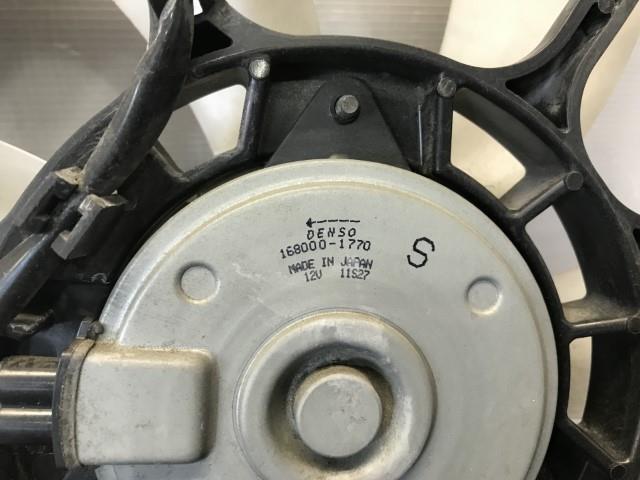 DENSO
168000-1770
S
MADE IN JAPAN
12V 11S27